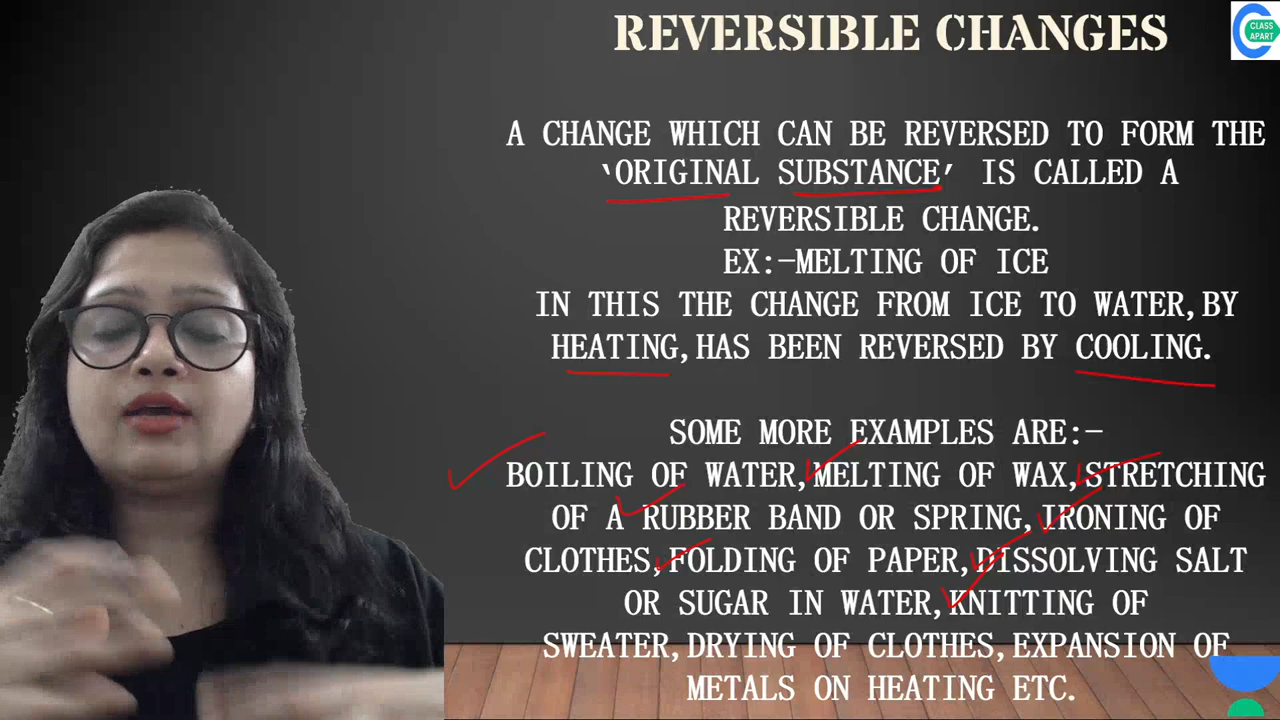 REVERSIBLE CHANGES
CLASS
APART
A CHANGE WHICH CAN BE REVERSED TO FORM THE
‘ORIGINAL SUBSTANCE’ IS CALLED A
REVERSIBLE CHANGE.
EX:-MELTING OF ICE
IN THIS THE CHANGE FROM ICE TO WATER,BY
HEATING,HAS BEEN REVERSED BY COOLING.
SOME MORE EXAMPLES ARE:-
BOILING OF WATER,MELTING OF WAX,STRETCHING
OF A RUBBER BAND OR SPRING,IRONING OF
CLOTHES,FOLDING OF PAPER,DISSOLVING SALT
OR SUGAR IN WATER,KNITTING OF
SWEATER,DRYING OF CLOTHES,EXPANSION OF
METALS ON HEATING ETC.